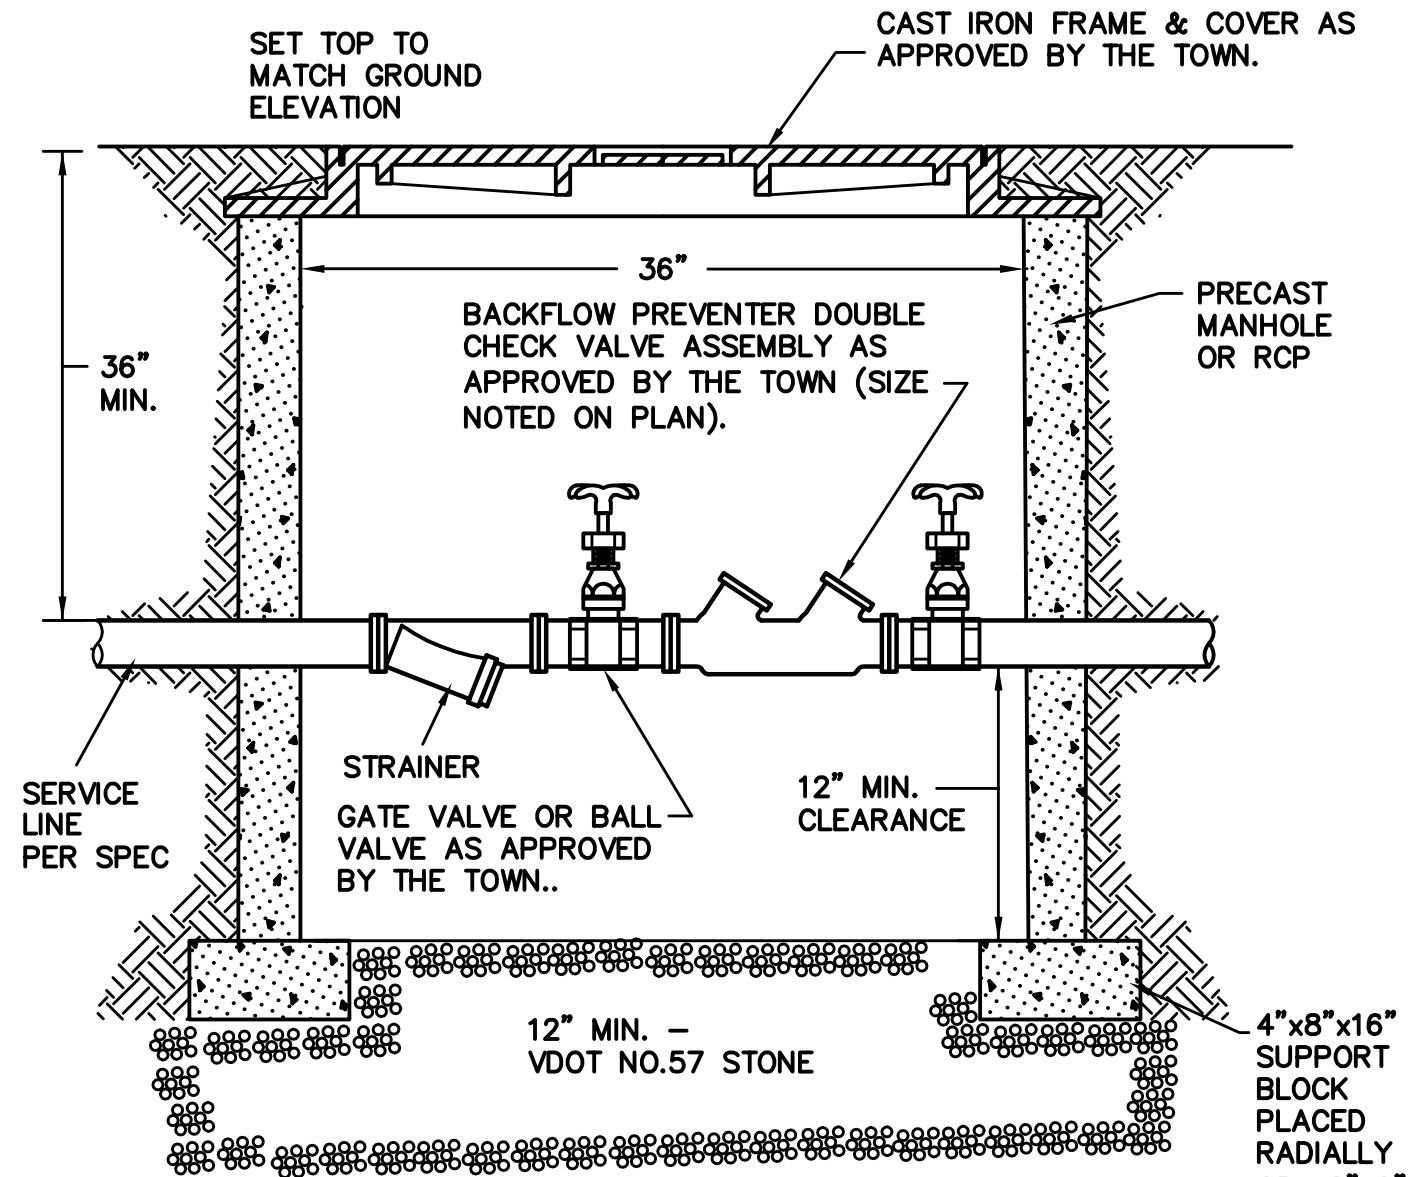 SET TOP TO
MATCH GROUND
ELEVATION
CAST IRON FRAME & COVER AS
APPROVED BY THE TOWN.
36"
36"
MIN.
BACKFLOW PREVENTER DOUBLE
CHECK VALVE ASSEMBLY AS
APPROVED BY THE TOWN (SIZE
NOTED ON PLAN).
PRECAST
MANHOLE
OR RCP
SERVICE
LINE
PER SPEC
STRAINER
GATE VALVE OR BALL
VALVE AS APPROVED
BY THE TOWN..
12" MIN.
CLEARANCE
12" MIN. –
VDOT NO.57 STONE
4"x8"x16"
SUPPORT
BLOCK
PLACED
RADIALLY